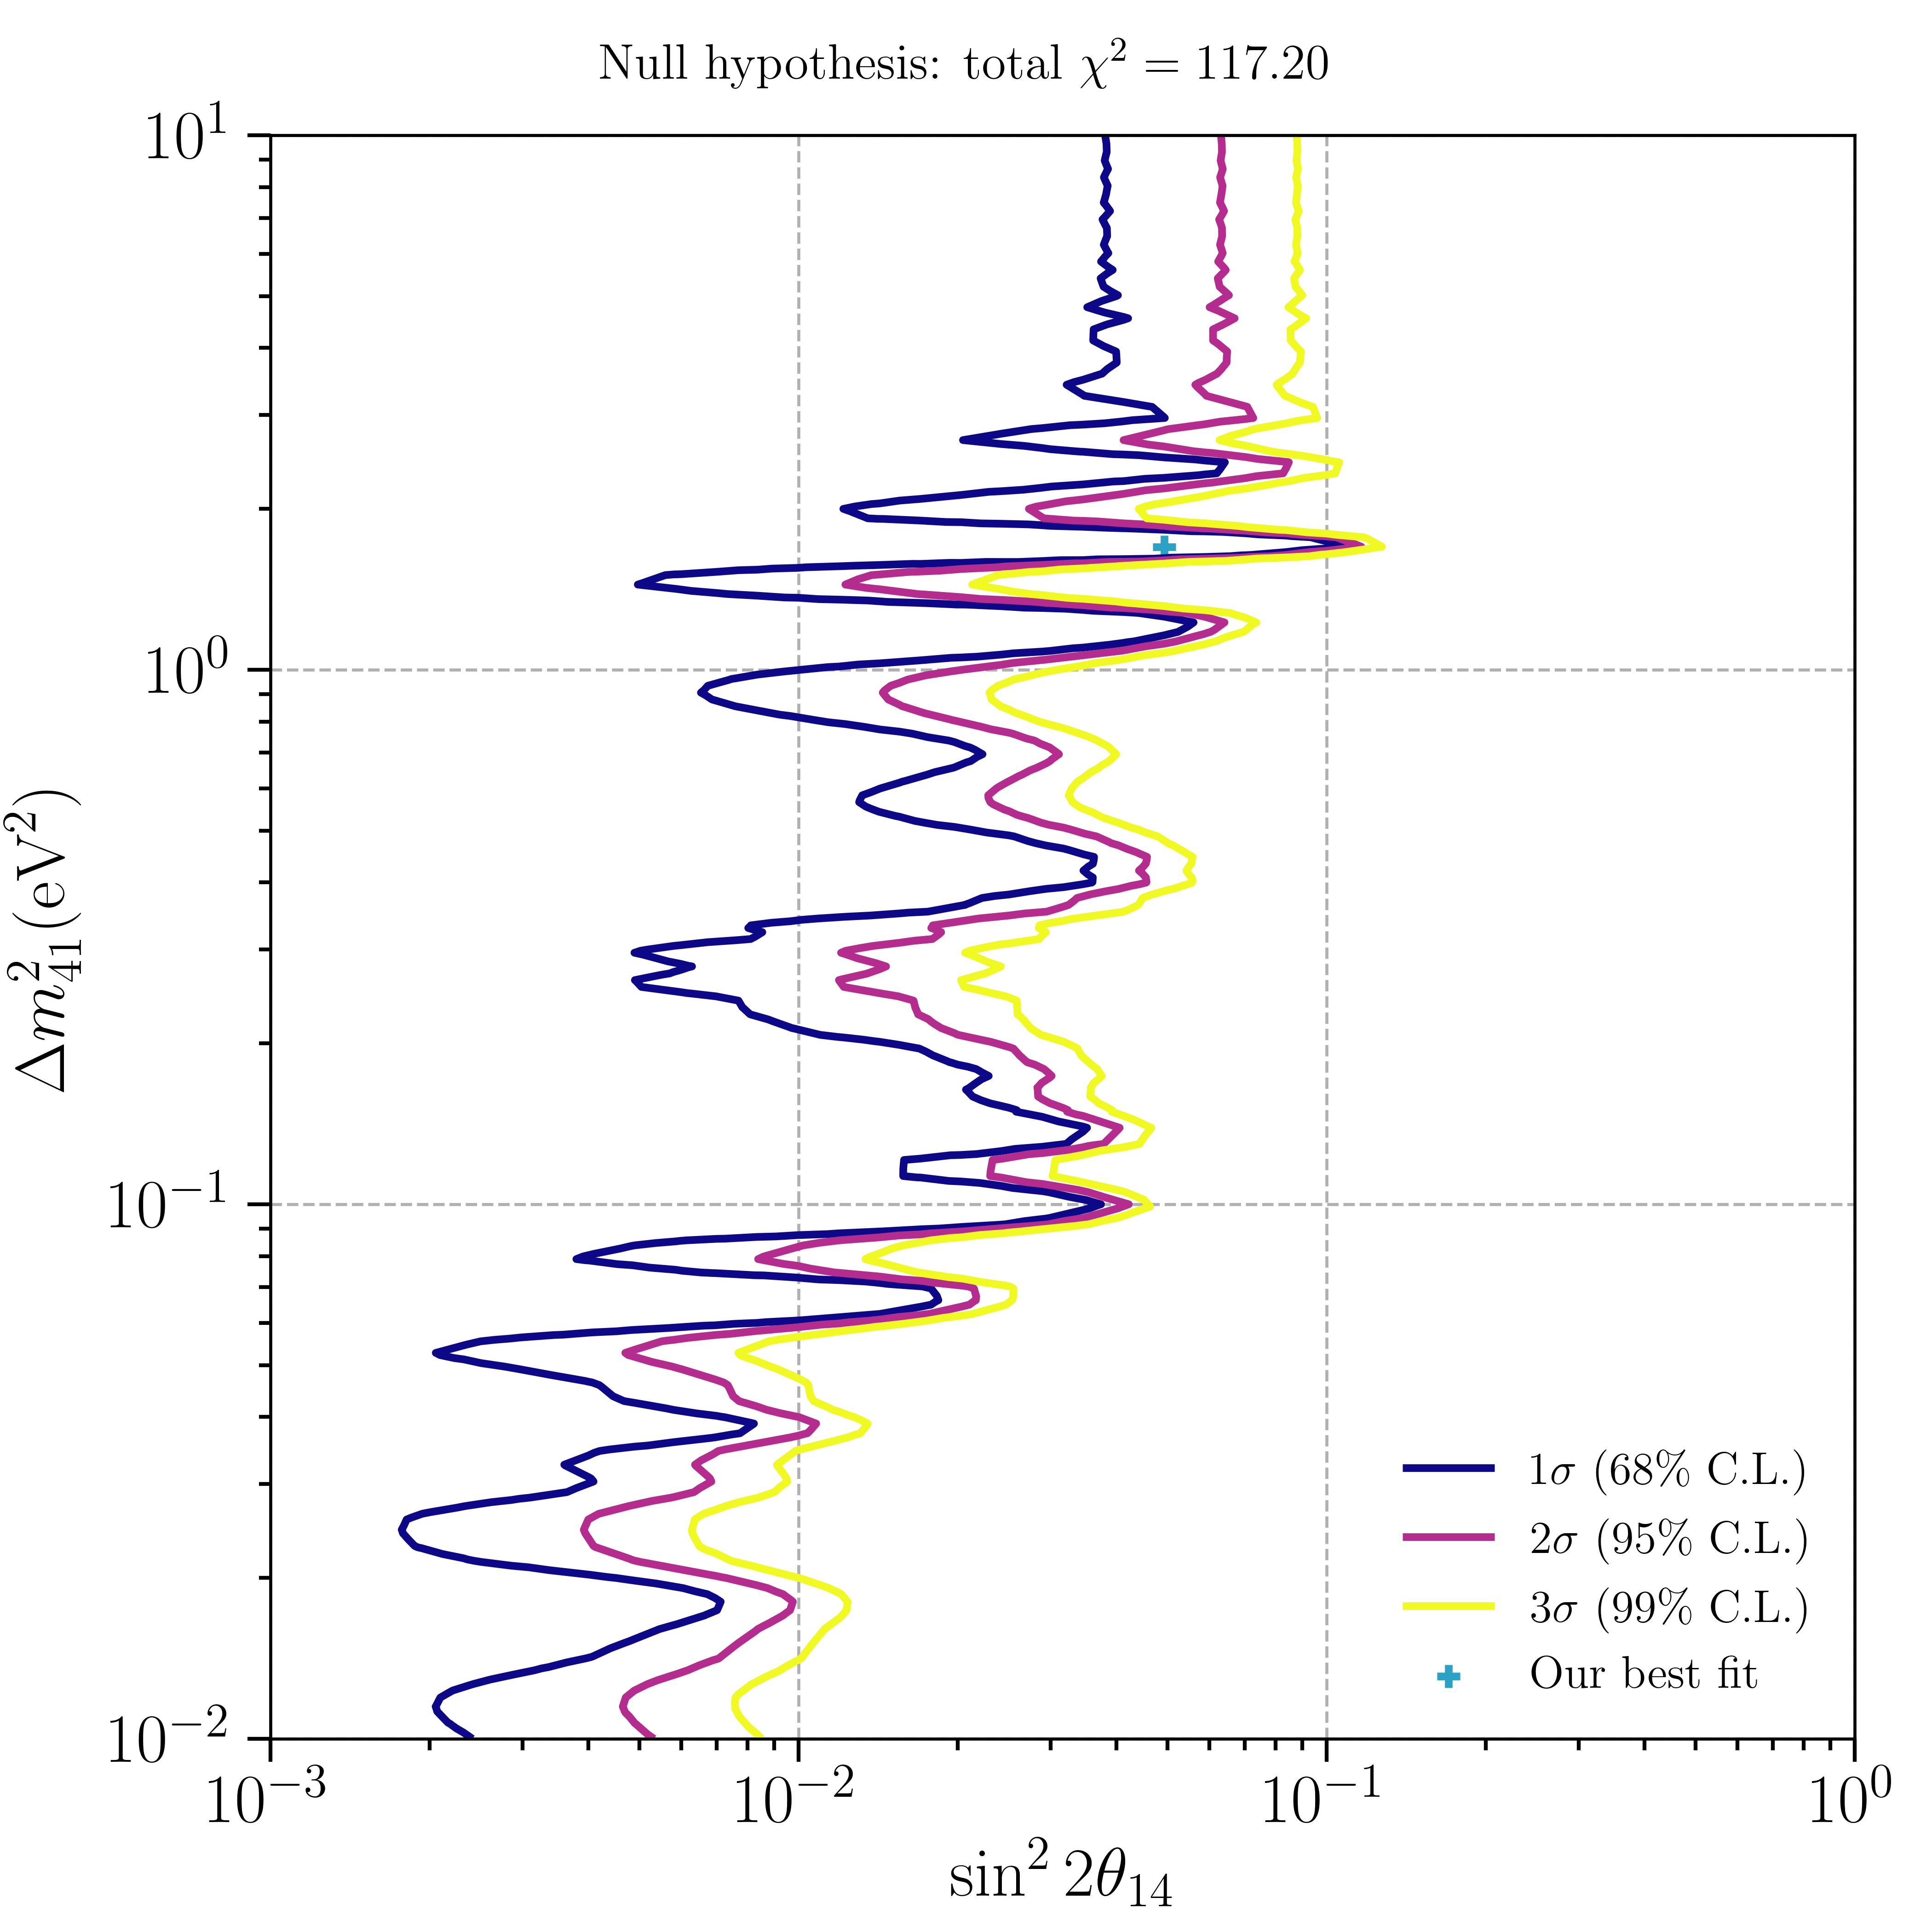 Null hypothesis: total χ² = 117.20
10¹
10⁰
10⁻¹
10⁻²
Δm²₄₁(eV²)
1σ (68% C.L.)
2σ (95% C.L.)
3σ (99% C.L.)
Our best fit
10⁻³ 10⁻² 10⁻¹ 10⁰
sin² 2θ₁₄